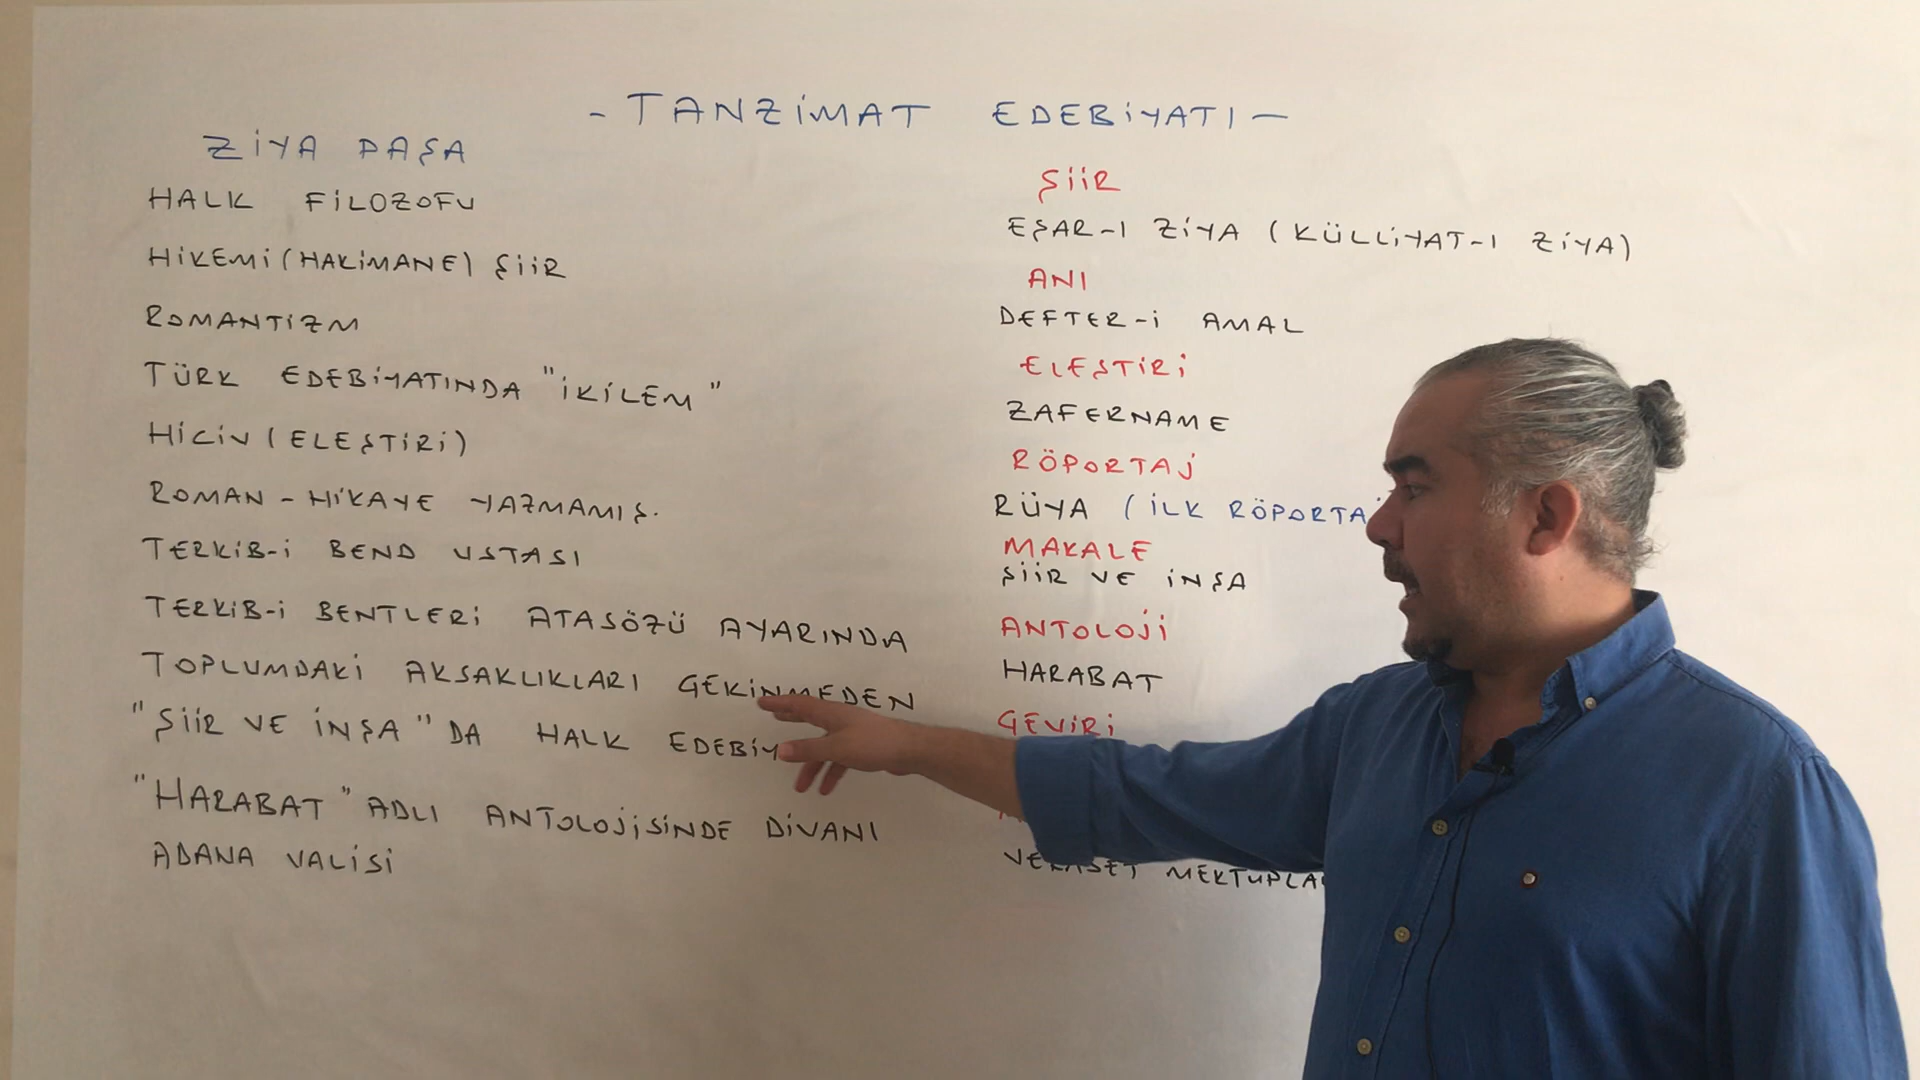 - TANZİMAT EDEBİYATI -
ZİYA PAŞA
HALK FİLOZOFU
HİKEMİ (HAKİMANE) ŞİİR
ROMANTİZM
TÜRK EDEBİYATINDA "İKİLEM"
HİCİV (ELEŞTİRİ)
ROMAN - HİKAYE YAZMAMIŞ.
TERKİB-İ BEND USTASI
TERKİB-İ BENTLERİ ATASÖZÜ AYARINDA
TOPLUMDAKİ AKSAKLIKLARI ÇEKİNMEDEN
"ŞİİR VE İNŞA" DA HALK
"HARABAT" ADLI ANTOLOJİSİNDE DİVANI
ADANA VALİSİ
ŞİİR
EŞAR-I ZİYA (KÜLLİYAT-I ZİYA)
ANI
DEFTER-İ AMAL
ELEŞTİRİ
ZAFERNAME
RÖPORTAJ
RÜYA (İLK
MAKALE
ŞİİR VE İNŞA
ANTOLOJİ
HARABAT
ÇEVİRİ